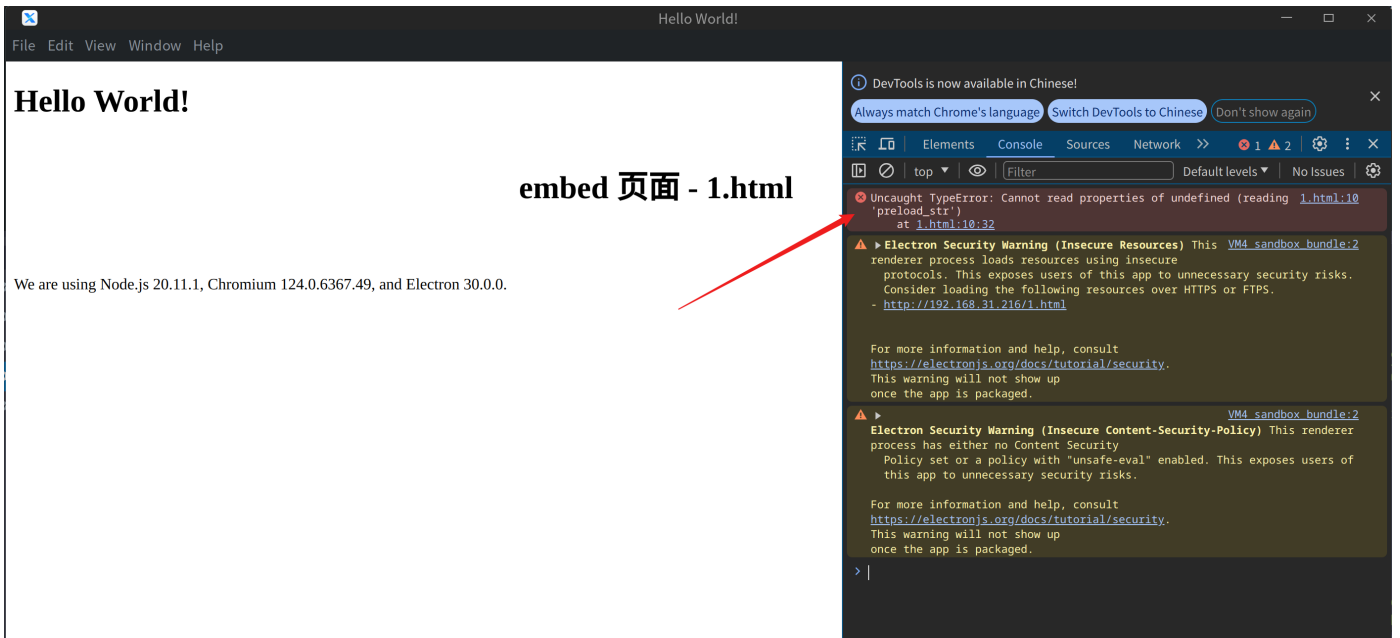 Hello World!
File Edit View Window Help
Hello World!
embed 页面 - 1.html
We are using Node.js 20.11.1, Chromium 124.0.6367.49, and Electron 30.0.0.
DevTools is now available in Chinese!
Always match Chrome's language Switch DevTools to Chinese Don't show again
Elements Console Sources Network 1 2
top Filter Default levels No Issues
Uncaught TypeError: Cannot read properties of undefined (reading 1.html:10
'preload_str')
at 1.html:10:32
Electron Security Warning (Insecure Resources) This VM4 sandbox_bundle:2
renderer process loads resources using insecure
protocols. This exposes users of this app to unnecessary security risks.
Consider loading the following resources over HTTPS or FTPS.
- http://192.168.31.216/1.html
For more information and help, consult
https://electronjs.org/docs/tutorial/security.
This warning will not show up
once the app is packaged.
VM4 sandbox_bundle:2
Electron Security Warning (Insecure Content-Security-Policy) This renderer
process has either no Content Security
Policy set or a policy with "unsafe-eval" enabled. This exposes users of
this app to unnecessary security risks.
For more information and help, consult
https://electronjs.org/docs/tutorial/security.
This warning will not show up
once the app is packaged.